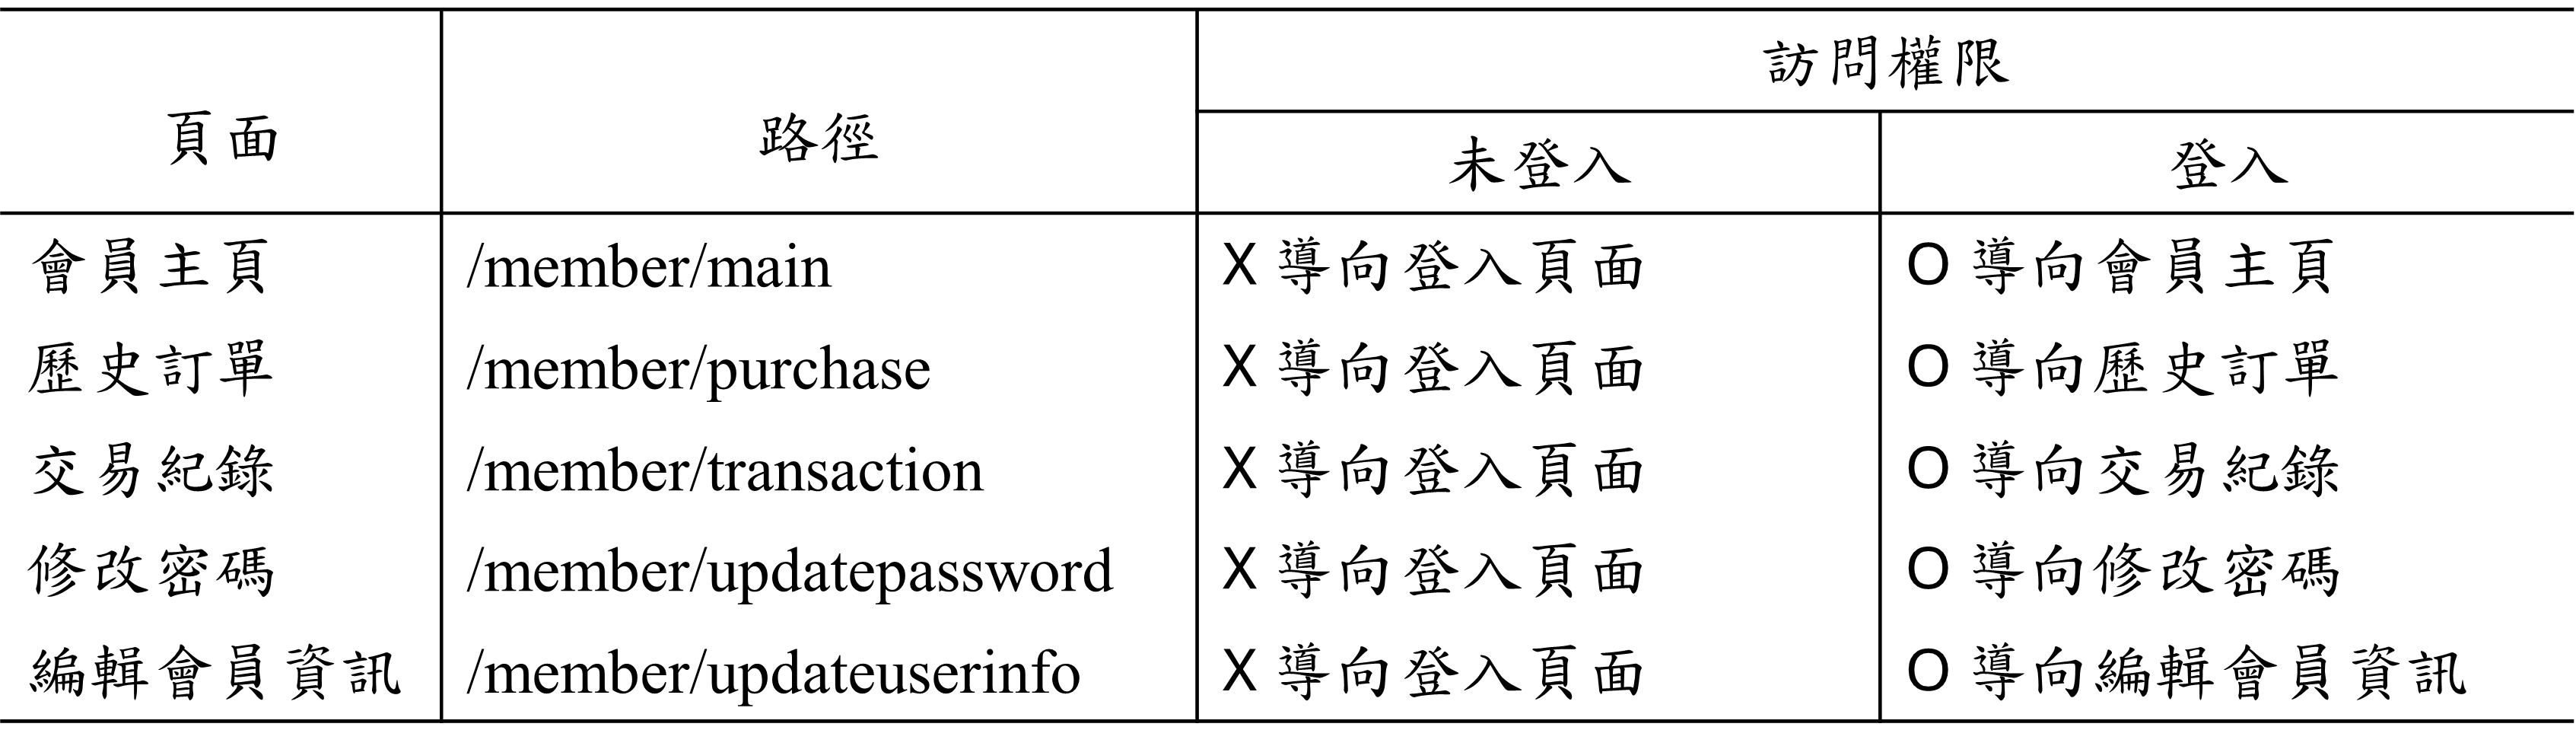 頁面 路徑 訪問權限
未登入 登入
會員主頁 /member/main X 導向登入頁面 O 導向會員主頁
歷史訂單 /member/purchase X 導向登入頁面 O 導向歷史訂單
交易紀錄 /member/transaction X 導向登入頁面 O 導向交易紀錄
修改密碼 /member/updatepassword X 導向登入頁面 O 導向修改密碼
編輯會員資訊 /member/updateuserinfo X 導向登入頁面 O 導向編輯會員資訊